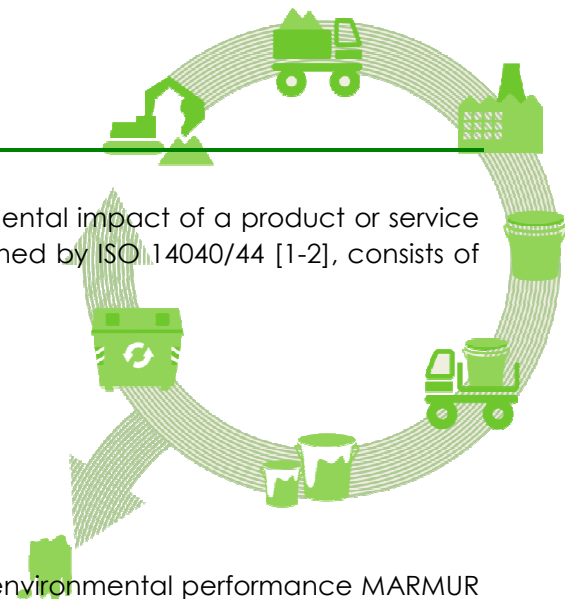 ental impact of a product or service
ned by ISO 14040/44 [1-2], consists of
environmental performance MARMUR